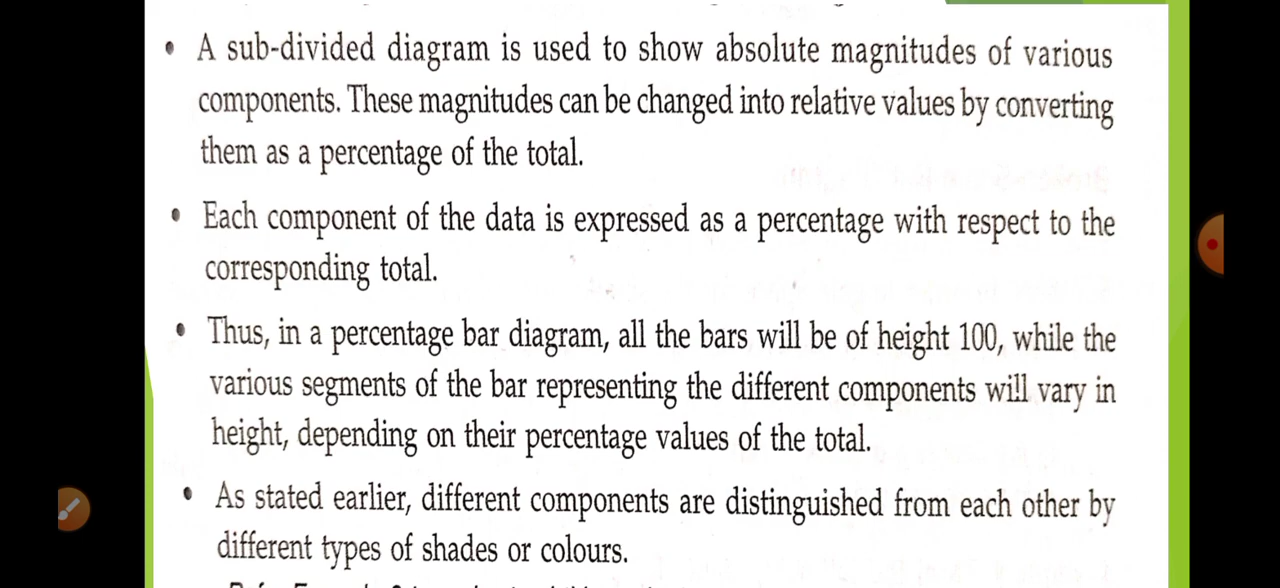 • A sub-divided diagram is used to show absolute magnitudes of various
components. These magnitudes can be changed into relative values by converting
them as a percentage of the total.
• Each component of the data is expressed as a percentage with respect to the
corresponding total.
• Thus, in a percentage bar diagram, all the bars will be of height 100, while the
various segments of the bar representing the different components will vary in
height, depending on their percentage values of the total.
• As stated earlier, different components are distinguished from each other by
different types of shades or colours.